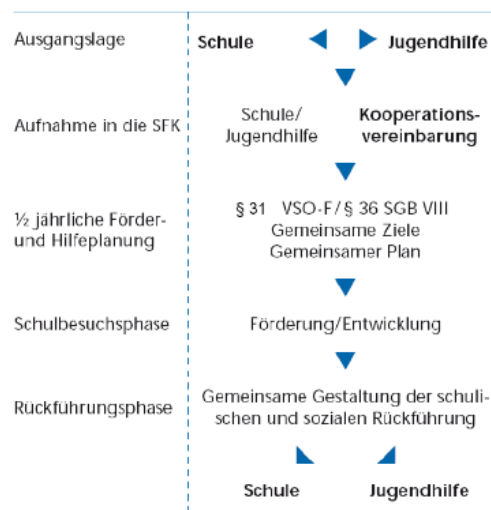 Ausgangslage
Schule Jugendhilfe
Aufnahme in die SFK
Schule/
Jugendhilfe
Kooperations-
vereinbarung
½ jährliche Förder-
und Hilfeplanung
§ 31 VSO-F/§ 36 SGB VIII
Gemeinsame Ziele
Gemeinsamer Plan
Schulbesuchsphase
Förderung/Entwicklung
Rückführungsphase
Gemeinsame Gestaltung der schuli-
schen und sozialen Rückführung
Schule Jugendhilfe